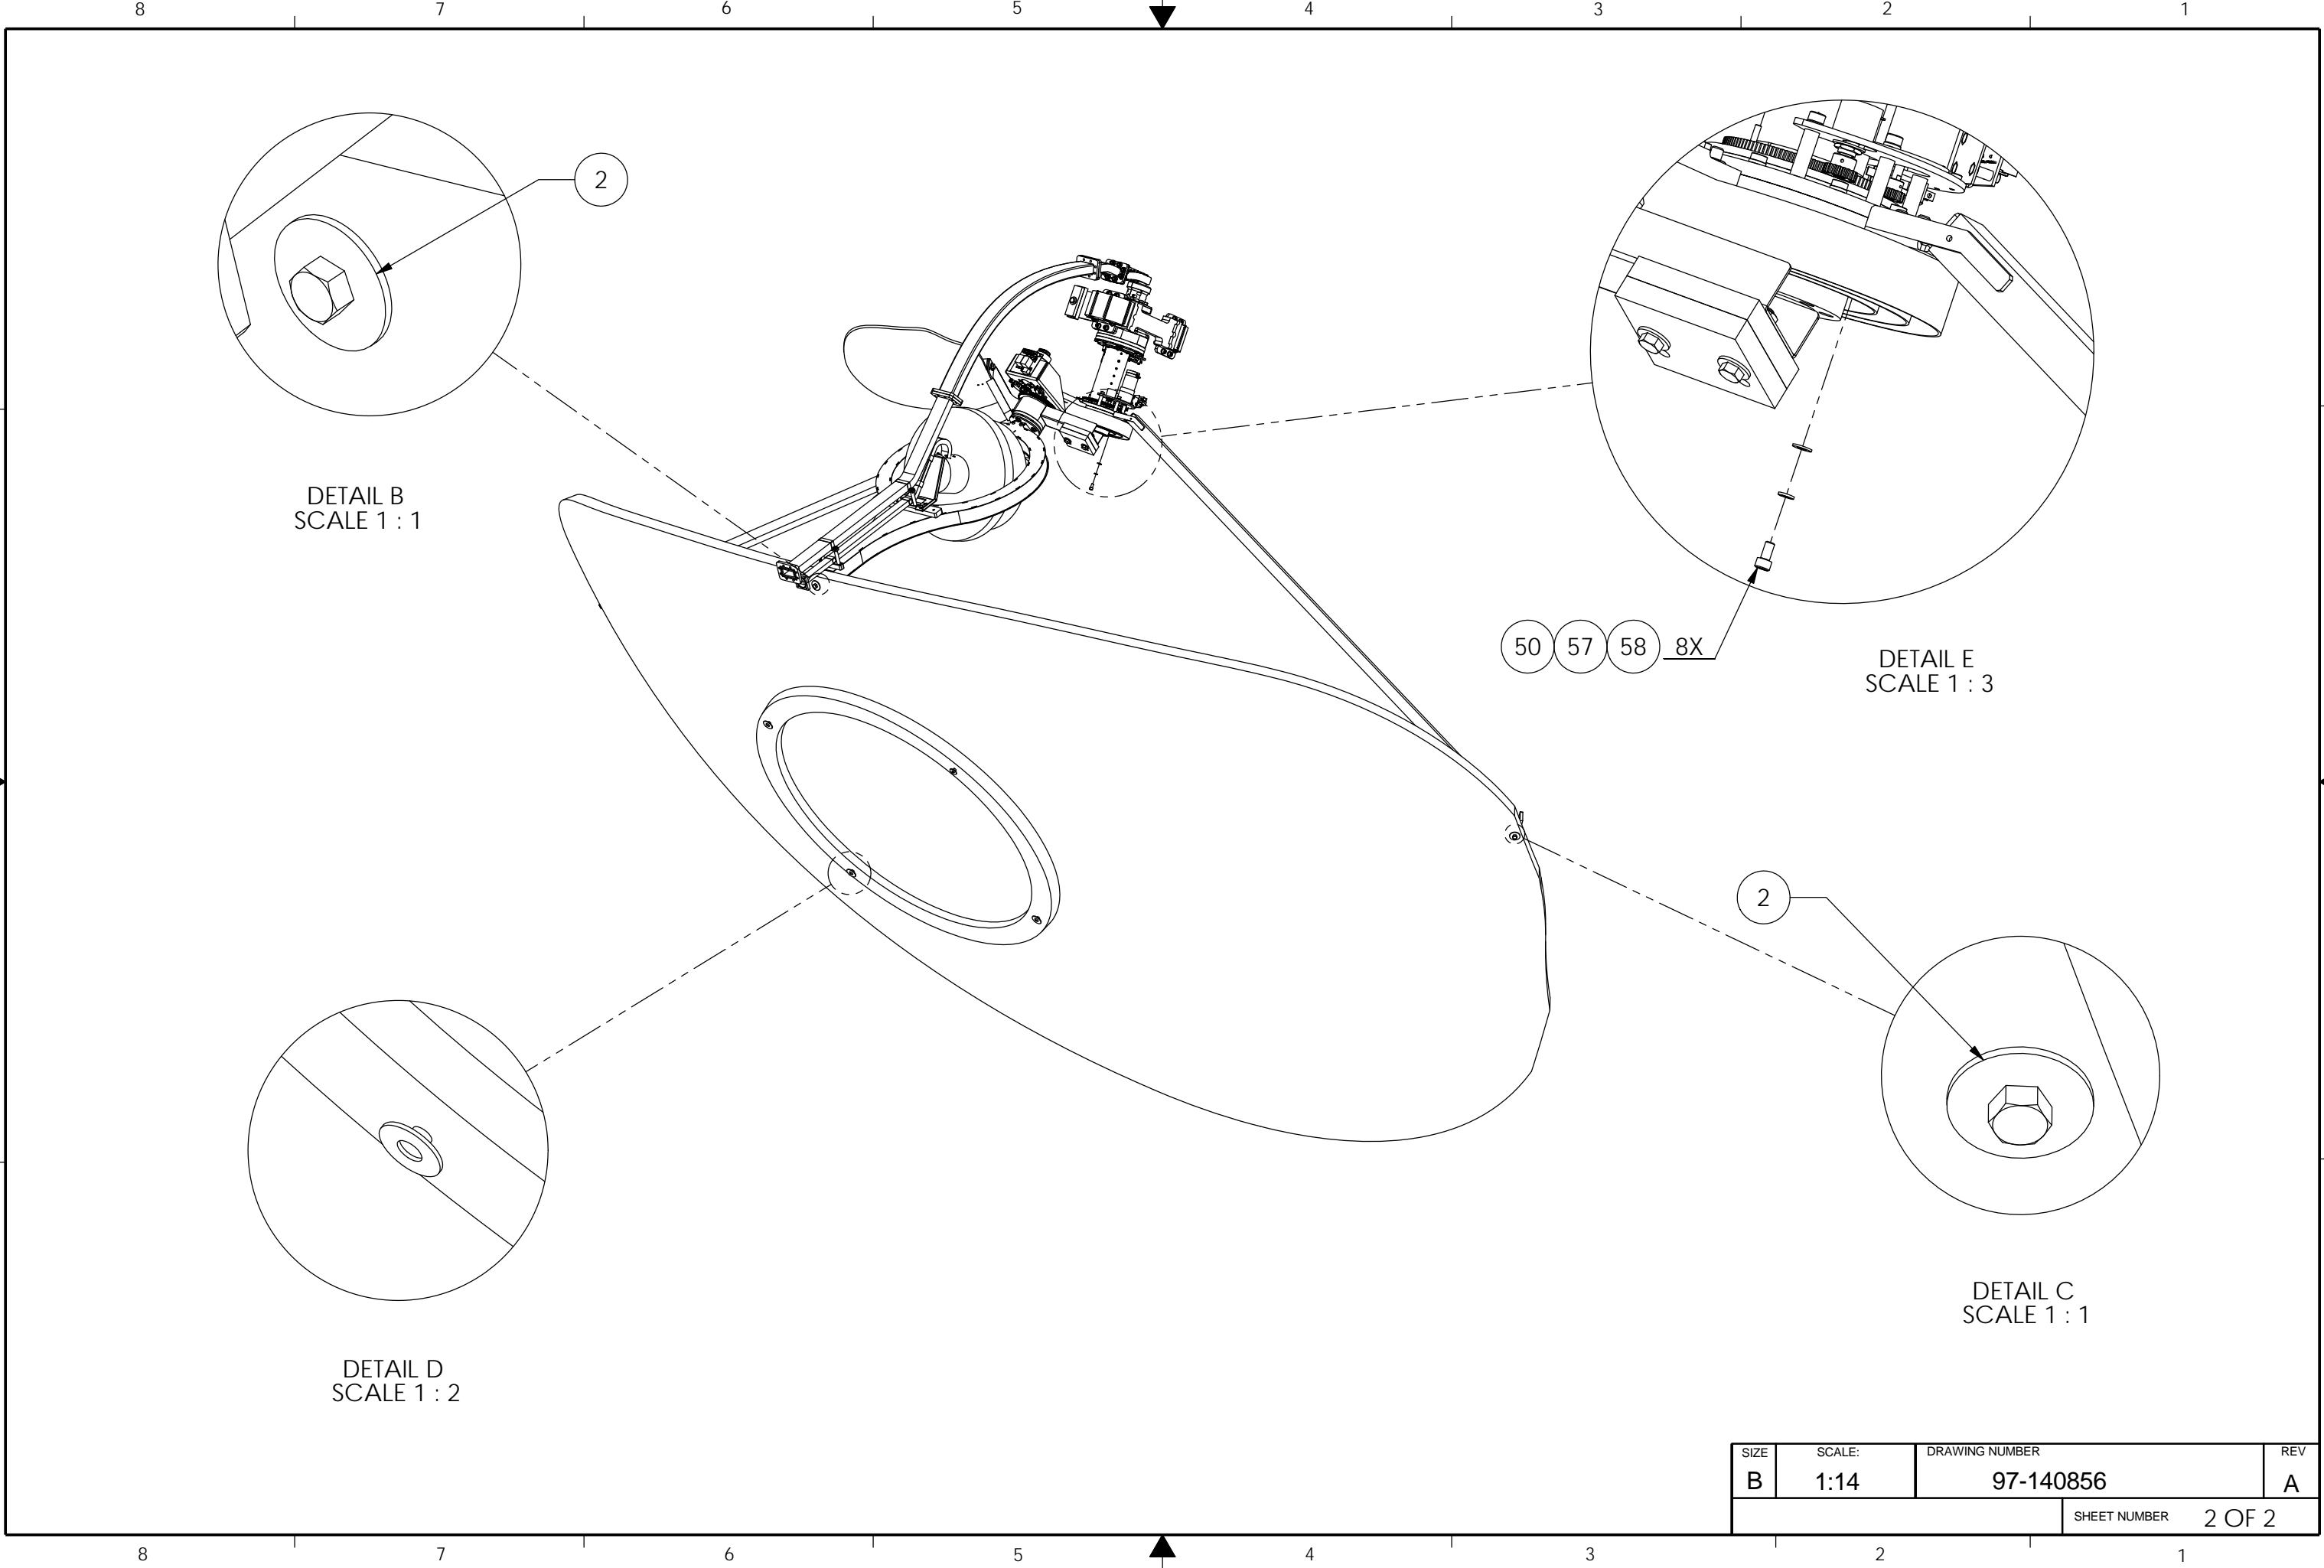 8 7 6 5 4 3 2 1
2
DETAIL B
SCALE 1 : 1
50 57 58 8X
DETAIL E
SCALE 1 : 3
2
DETAIL C
SCALE 1 : 1
DETAIL D
SCALE 1 : 2
SIZE SCALE: DRAWING NUMBER REV
B 1:14 97-140856 A
SHEET NUMBER 2 OF 2
8 7 6 5 4 3 2 1